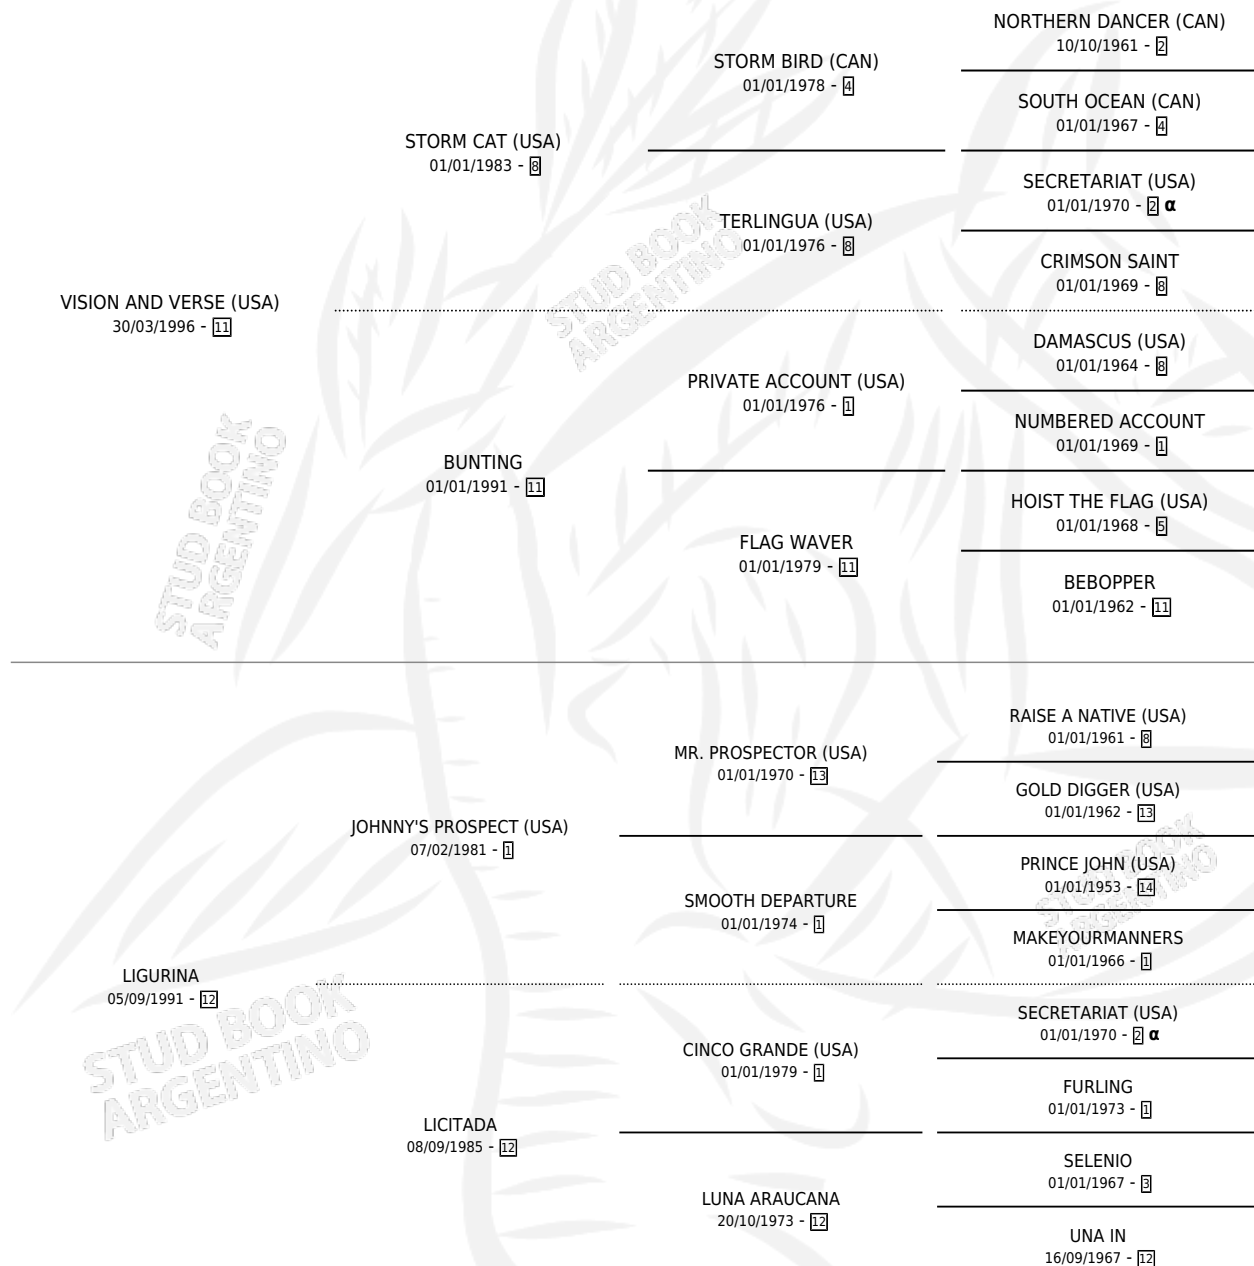 NORTHERN DANCER (CAN)
10/10/1961 - 2
STORM BIRD (CAN)
01/01/1978 - 4
SOUTH OCEAN (CAN)
01/01/1967 - 4
STORM CAT (USA)
01/01/1983 - 8
SECRETARIAT (USA)
01/01/1970 - 2 α
TERLINGUA (USA)
01/01/1976 - 8
CRIMSON SAINT
01/01/1969 - 8
VISION AND VERSE (USA)
30/03/1996 - 11
DAMASCUS (USA)
01/01/1964 - 8
PRIVATE ACCOUNT (USA)
01/01/1976 - 1
NUMBERED ACCOUNT
01/01/1969 - 1
BUNTING
01/01/1991 - 11
HOIST THE FLAG (USA)
01/01/1968 - 5
FLAG WAVER
01/01/1979 - 11
BEBOPPER
01/01/1962 - 11
RAISE A NATIVE (USA)
01/01/1961 - 8
MR. PROSPECTOR (USA)
01/01/1970 - 13
GOLD DIGGER (USA)
01/01/1962 - 13
JOHNNY'S PROSPECT (USA)
07/02/1981 - 1
PRINCE JOHN (USA)
01/01/1953 - 14
SMOOTH DEPARTURE
01/01/1974 - 1
MAKEYOURMANNERS
01/01/1966 - 1
LIGURINA
05/09/1991 - 12
SECRETARIAT (USA)
01/01/1970 - 2 α
CINCO GRANDE (USA)
01/01/1979 - 1
FURLING
01/01/1973 - 1
LICITADA
08/09/1985 - 12
SELENIO
01/01/1967 - 3
LUNA ARAUCANA
20/10/1973 - 12
UNA IN
16/09/1967 - 12
STUD BOOK
ARGENTINO
STUD BOOK
ARGENTINO
STUD BOOK
ARGENTINO
STUD BOOK
ARGENTINO